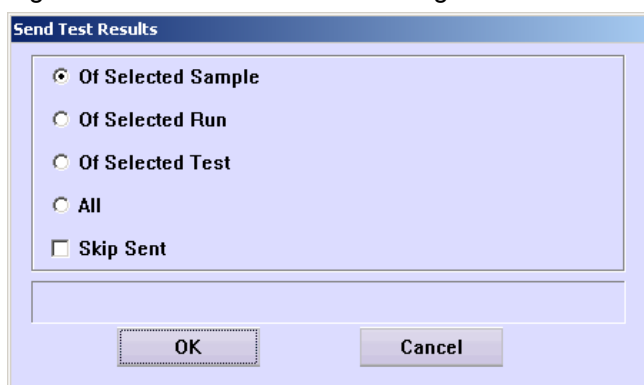 Send Test Results
Of Selected Sample
Of Selected Run
Of Selected Test
All
Skip Sent
OK Cancel